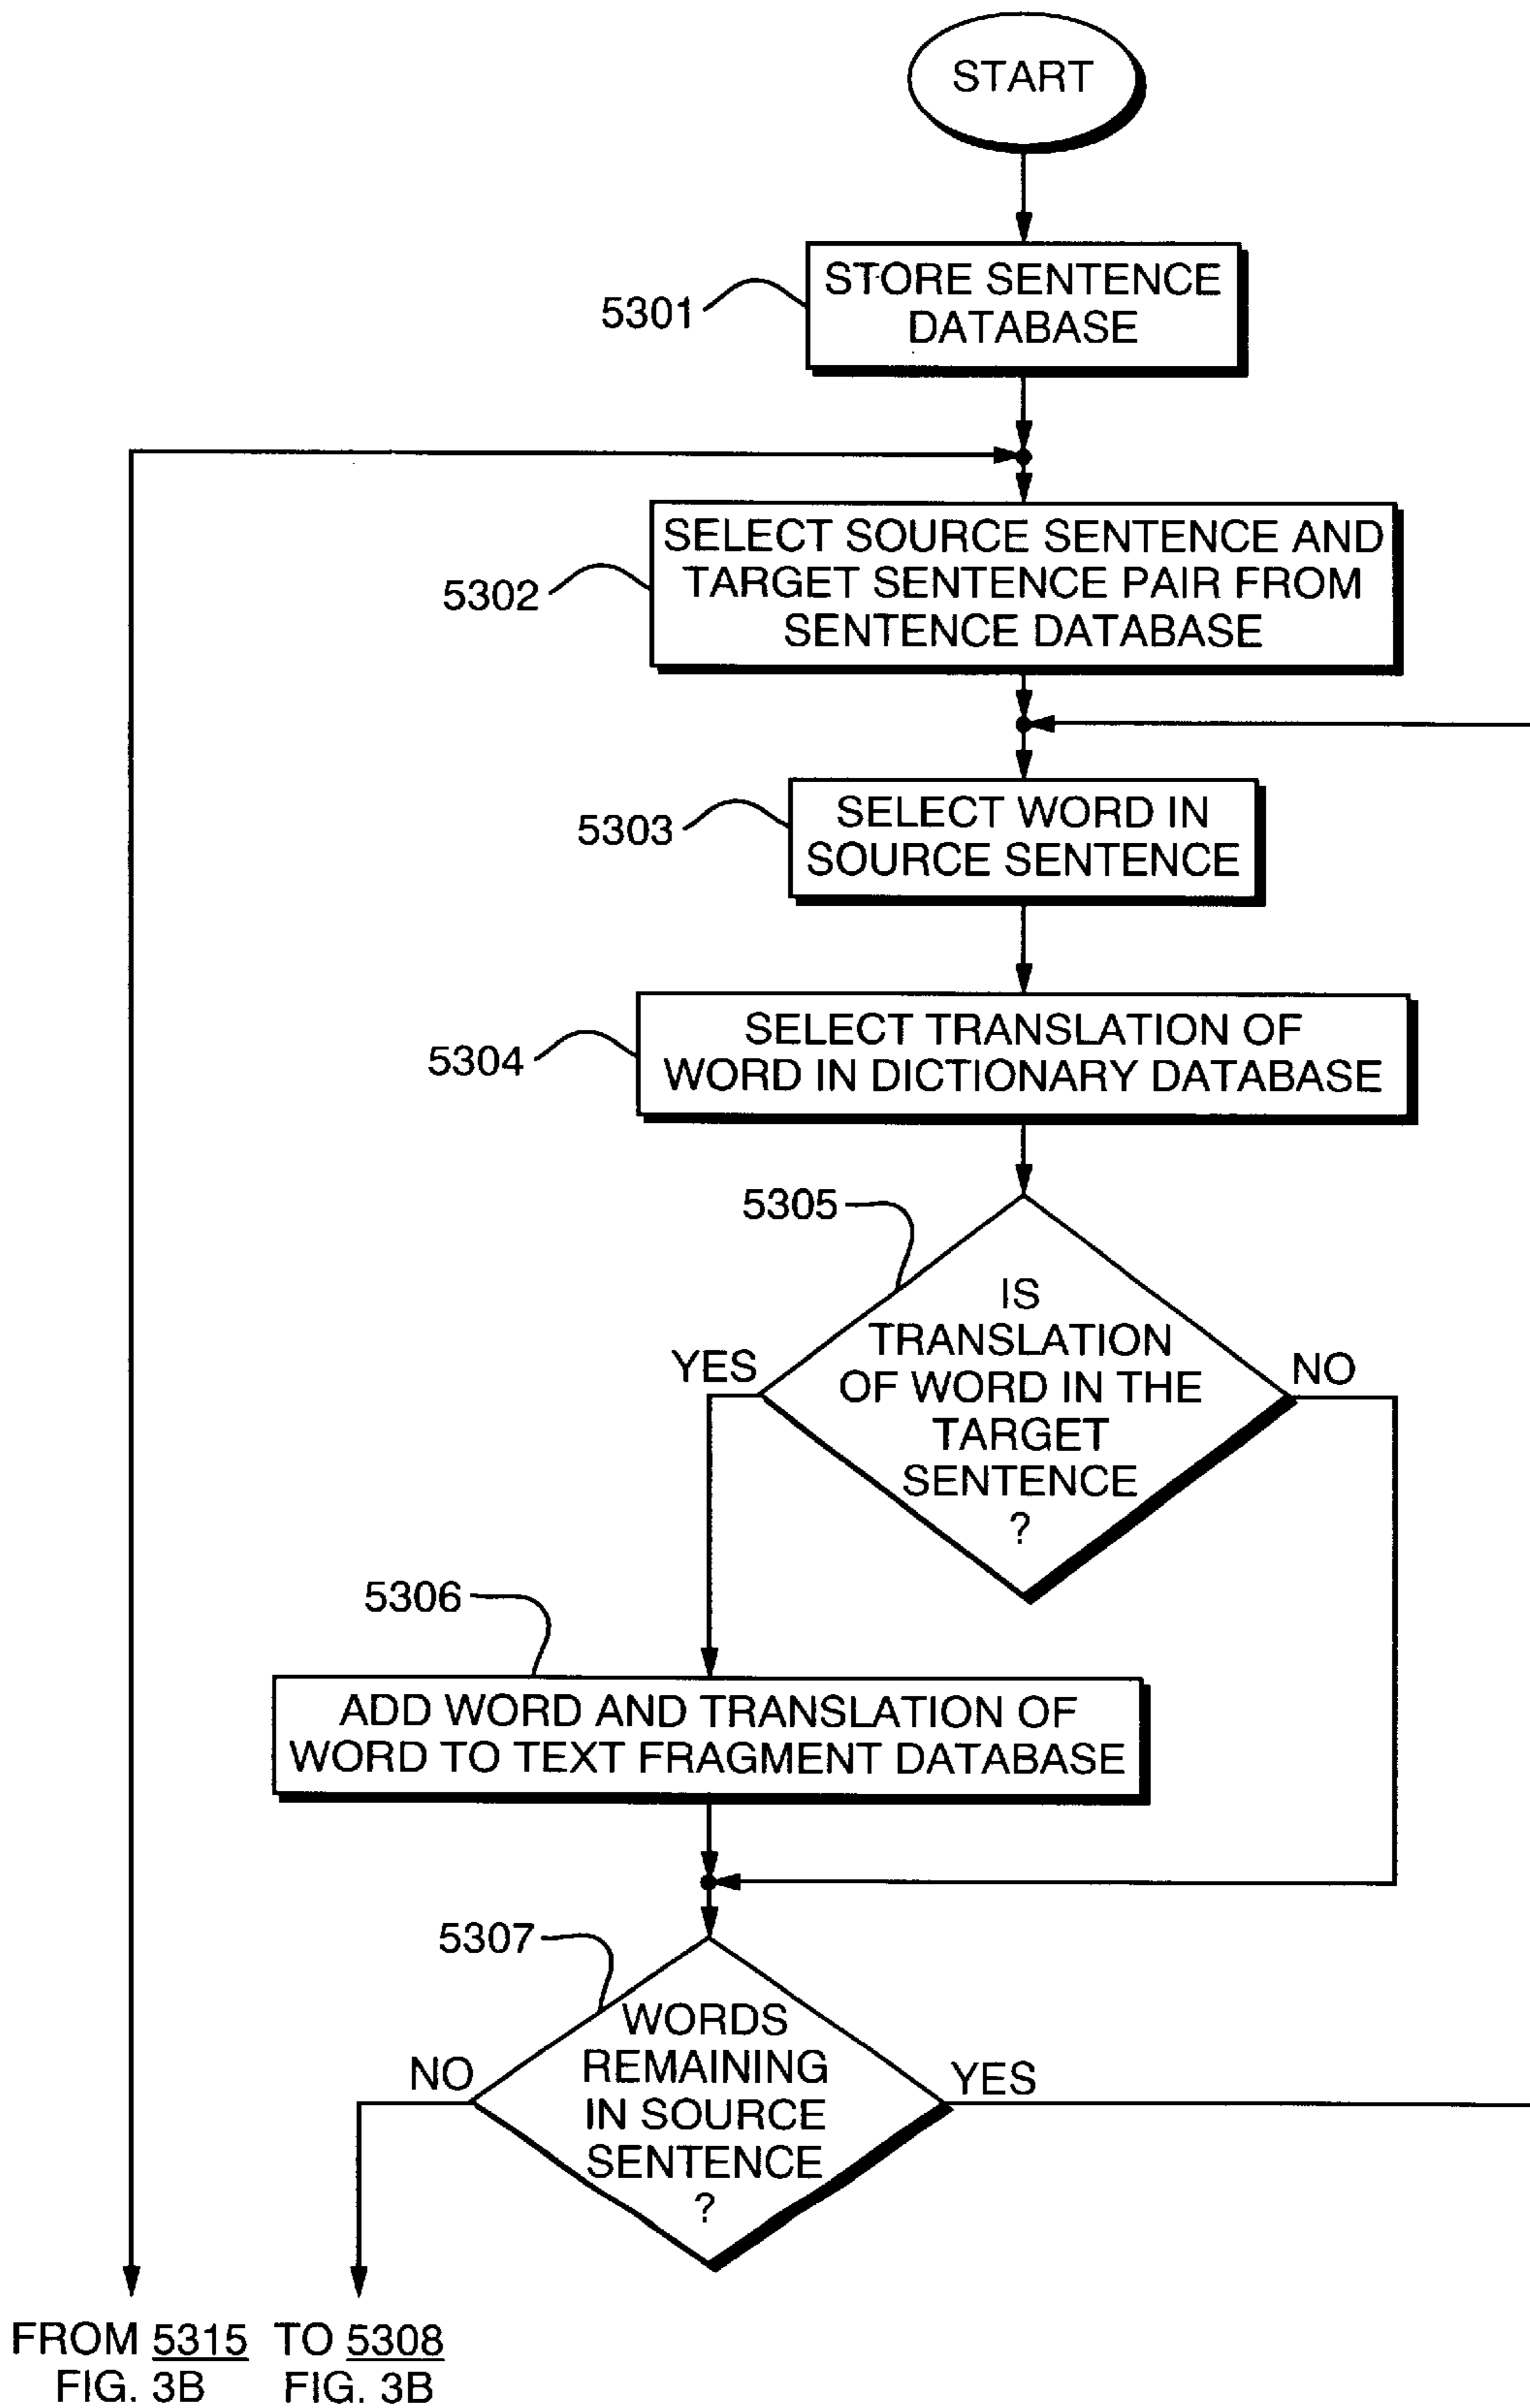 START
5301
STORE SENTENCE
DATABASE
5302
SELECT SOURCE SENTENCE AND
TARGET SENTENCE PAIR FROM
SENTENCE DATABASE
5303
SELECT WORD IN
SOURCE SENTENCE
5304
SELECT TRANSLATION OF
WORD IN DICTIONARY DATABASE
5305
IS
TRANSLATION
OF WORD IN THE
TARGET
SENTENCE
?
YES
NO
5306
ADD WORD AND TRANSLATION OF
WORD TO TEXT FRAGMENT DATABASE
5307
WORDS
REMAINING
IN SOURCE
SENTENCE
?
NO
YES
FROM 5315
FIG. 3B
TO 5308
FIG. 3B